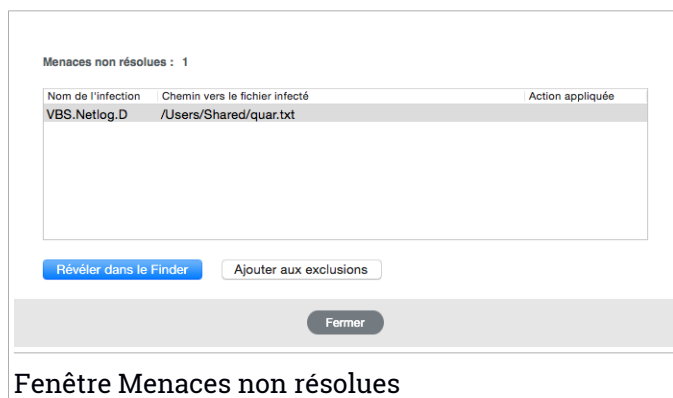 Menaces non résolues : 1
Nom de l'infection Chemin vers le fichier infecté Action appliquée
VBS.Netlog.D /Users/Shared/quar.txt
Révéler dans le Finder Ajouter aux exclusions
Fermer
Fenêtre Menaces non résolues